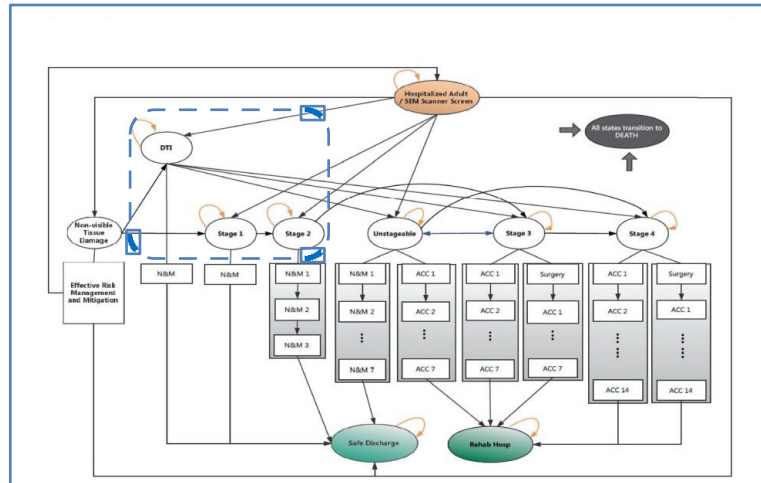 Hospitalized Adult
/ SEM Scanner Screen
All states transition to
DEATH
DTI
Non-visible
Tissue
Damage
Stage 1
Stage 2
Unstageable
Stage 3
Stage 4
Effective Risk
Management
and Mitigation
N&M
N&M
N&M 1
N&M 2
N&M 3
N&M 1
N&M 2
N&M 7
ACC 1
ACC 2
ACC 7
ACC 1
ACC 2
ACC 7
Surgery
ACC 1
ACC 7
ACC 1
ACC 2
ACC 14
Surgery
ACC 1
ACC 14
Safe Discharge
Rehab Hosp